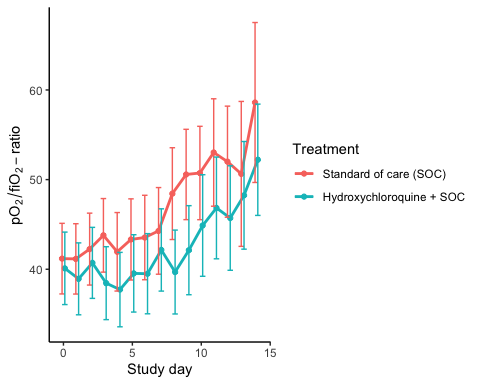 pO2/fiO2 − ratio
60
50
40
0 5 10 15
Study day
Treatment
Standard of care (SOC)
Hydroxychloroquine + SOC